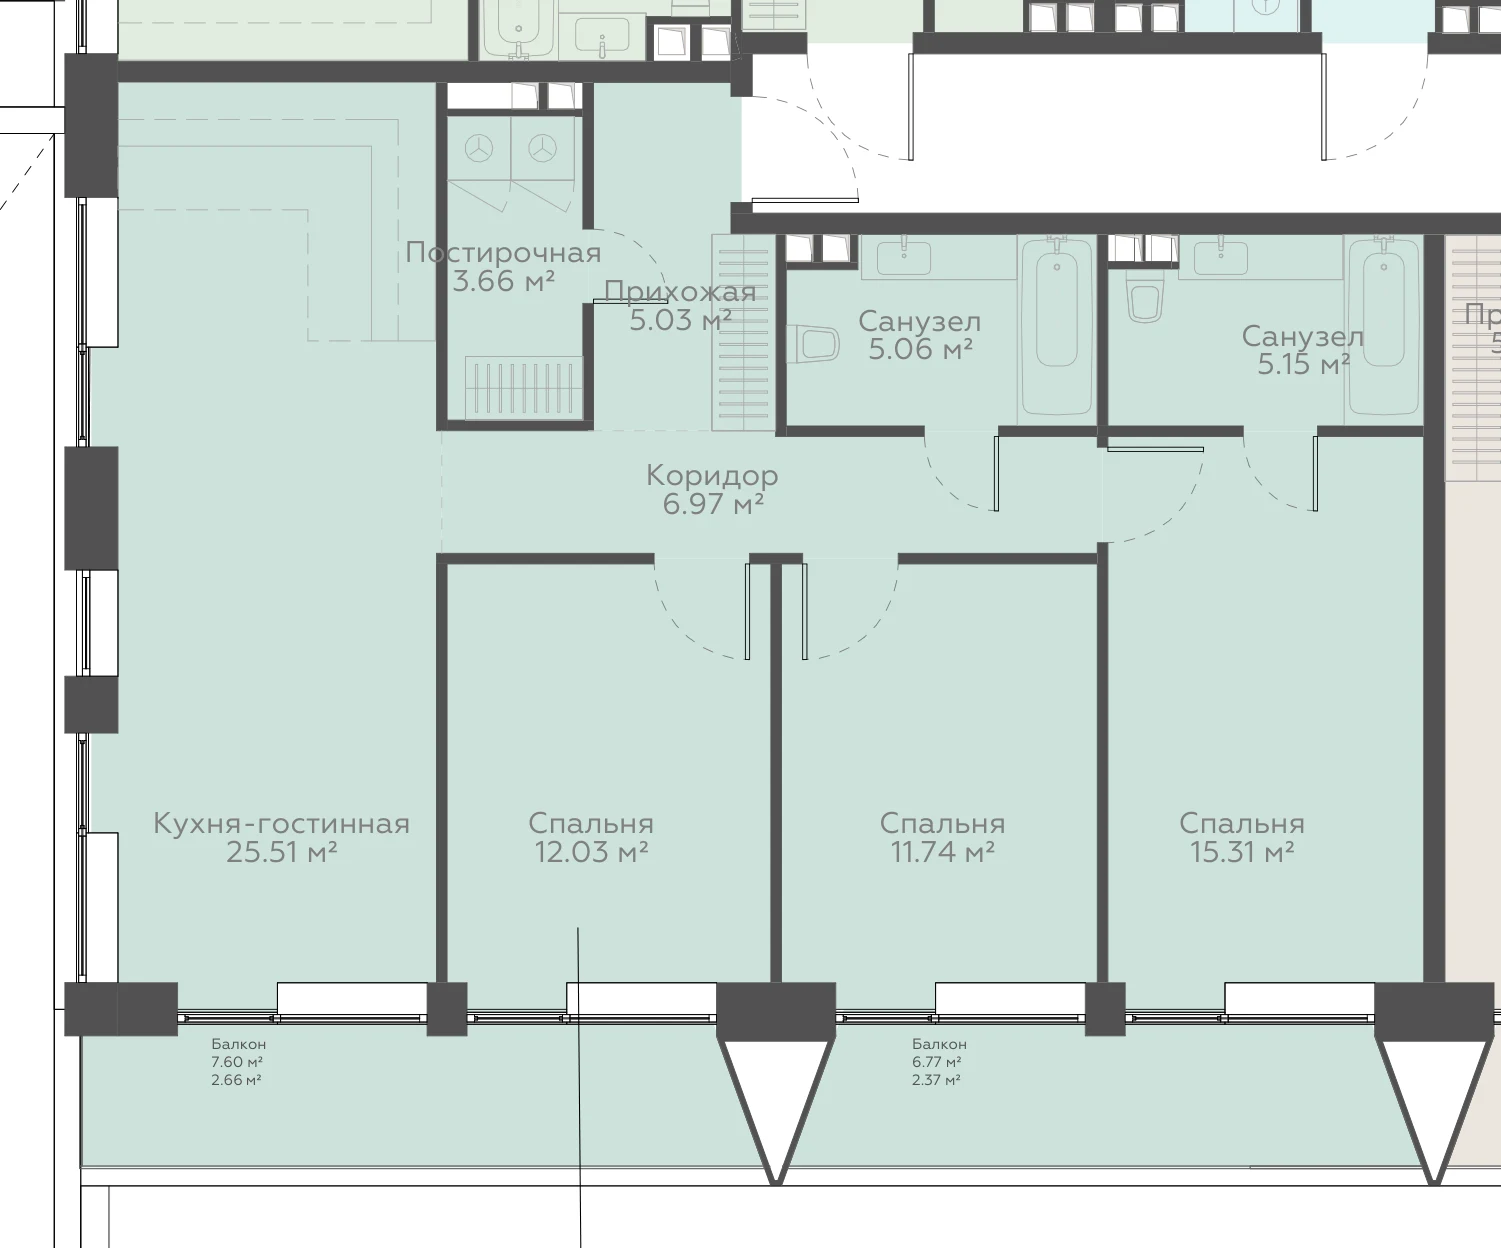 Постирочная
3.66 м²
Прихожая
5.03 м²
Санузел
5.06 м²
Санузел
5.15 м²
Коридор
6.97 м²
Кухня-гостинная
25.51 м²
Спальня
12.03 м²
Спальня
11.74 м²
Спальня
15.31 м²
Балкон
7.60 м²
2.66 м²
Балкон
6.77 м²
2.37 м²